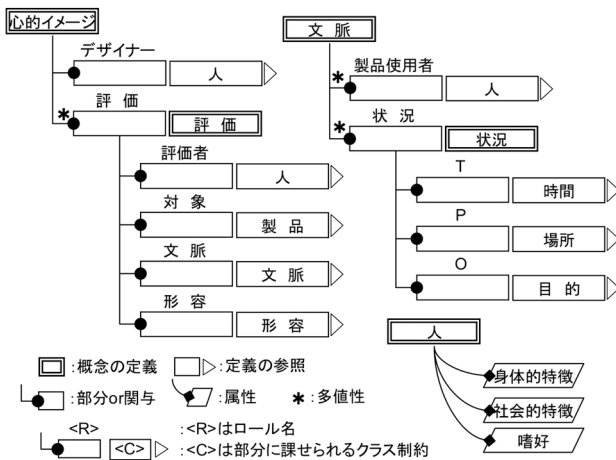 心的イメージ
デザイナー
人
評 価
評 価
評価者
人
対 象
製 品
文 脈
文 脈
形 容
形 容
文 脈
製品使用者
人
状 況
状況
T
時間
P
場所
O
目 的
人
身体的特徴
社会的特徴
嗜好
:概念の定義
:定義の参照
:部分or関与
:属性
*:多値性
<R>
<C>
:<R>はロール名
:<C>は部分に課せられるクラス制約